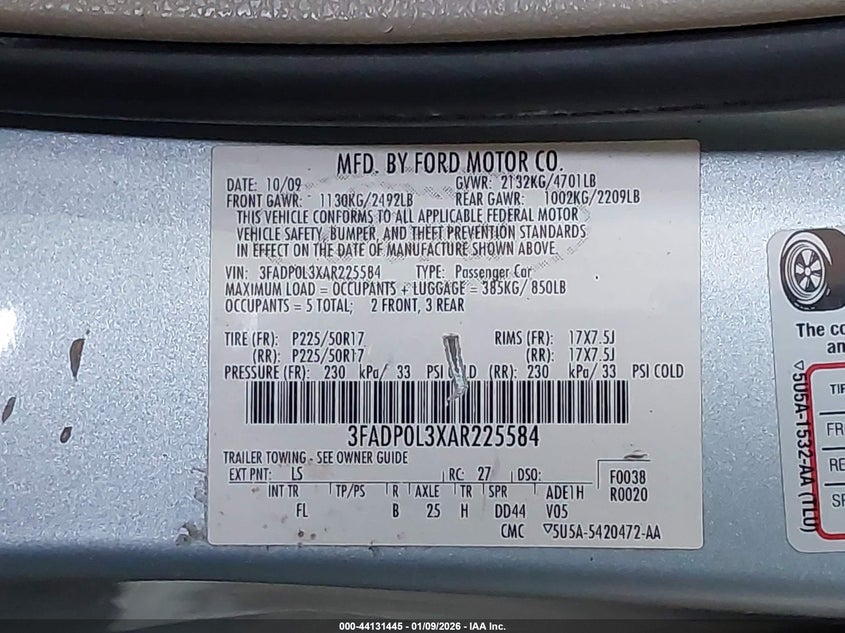 MFD. BY FORD MOTOR CO.
DATE: 10/09 GVWR: 2132KG/4701LB
FRONT GAWR: 1130KG/2492LB REAR GAWR: 1002KG/2209LB
THIS VEHICLE CONFORMS TO ALL APPLICABLE FEDERAL MOTOR
VEHICLE SAFETY, BUMPER, AND THEFT PREVENTION STANDARDS
IN EFFECT ON THE DATE OF MANUFACTURE SHOWN ABOVE.
VIN: 3FADP0L3XAR225584 TYPE: Passenger Car
MAXIMUM LOAD = OCCUPANTS + LUGGAGE = 385KG/ 850LB
OCCUPANTS = 5 TOTAL; 2 FRONT, 3 REAR
TIRE (FR): P225/50R17 RIMS (FR): 17X7.5J
(RR): P225/50R17 (RR): 17X7.5J
PRESSURE (FR): 230 kPa/ 33 PSI COLD (RR): 230 kPa/ 33 PSI COLD
3FADP0L3XAR225584
TRAILER TOWING - SEE OWNER GUIDE
EXT PNT: LS RC: 27 DSO: F0038
R0020
INT TR TP/PS R AXLE TR SPR ADE1H
FL B 25 H DD44 V05
CMC ▽5U5A-5420472-AA
The co
an
TIR
FR
RE
SP
▽5U5A-1532-AA (TL0)
000-44131445 - 01/09/2026 - IAA Inc.